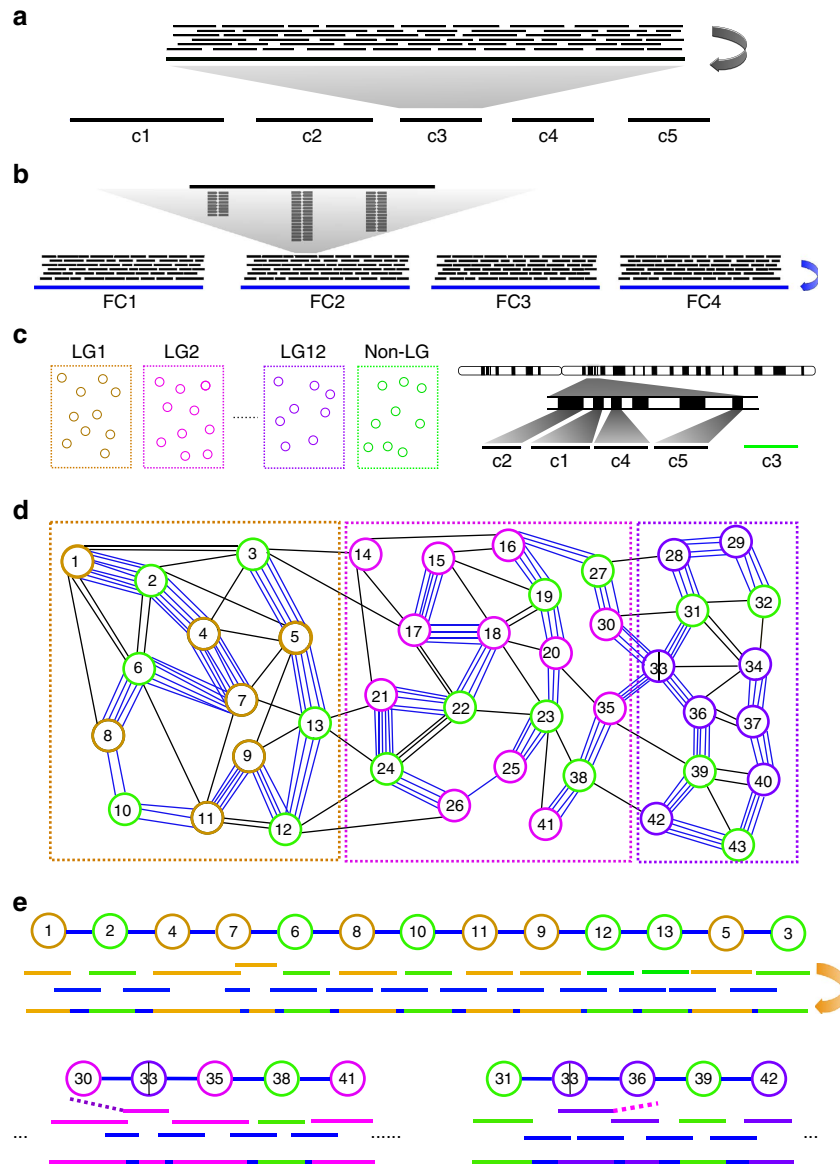 a
c1 c2 c3 c4 c5
b
FC1 FC2 FC3 FC4
c
LG1 LG2 LG12 Non-LG
c2 c1 c4 c5 c3
d
1 2 3 4 5 6 7 8 9 10 11 12 13
14 15 16 17 18 19 20 21 22 23 24 25 26 27 30 35 38 41
28 29 31 32 33 34 36 37 39 40 42 43
e
1 2 4 7 6 8 10 11 9 12 13 5 3
30 33 35 38 41
31 33 36 39 42
... ...... ...